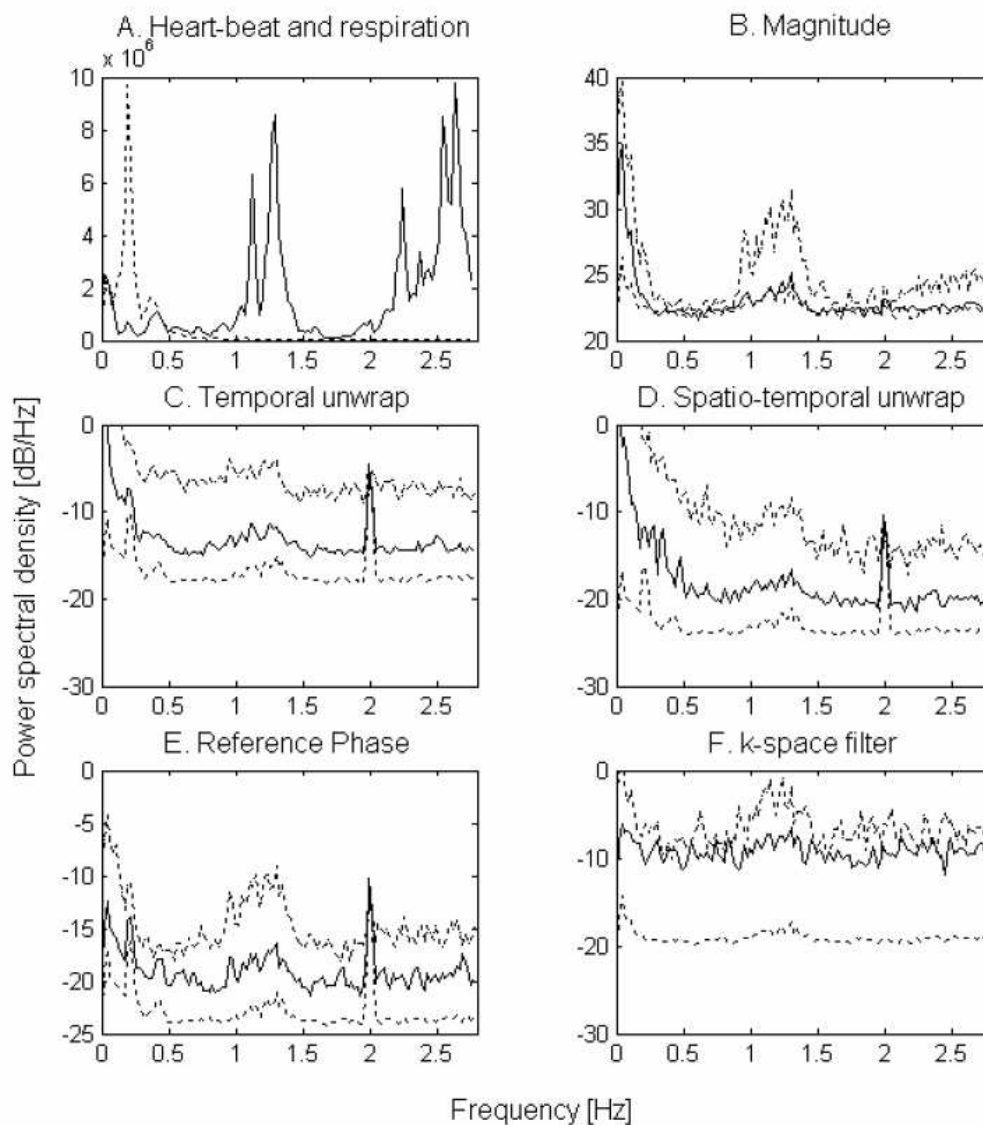 A. Heart-beat and respiration
x 10⁶
10
8
6
4
2
0
0 0.5 1 1.5 2 2.5
B. Magnitude
40
35
30
25
20
0 0.5 1 1.5 2 2.5
C. Temporal unwrap
0
-10
-20
-30
0 0.5 1 1.5 2 2.5
D. Spatio-temporal unwrap
0
-10
-20
-30
0 0.5 1 1.5 2 2.5
E. Reference Phase
0
-5
-10
-15
-20
-25
0 0.5 1 1.5 2 2.5
F. k-space filter
0
-10
-20
-30
0 0.5 1 1.5 2 2.5
Power spectral density [dB/Hz]
Frequency [Hz]